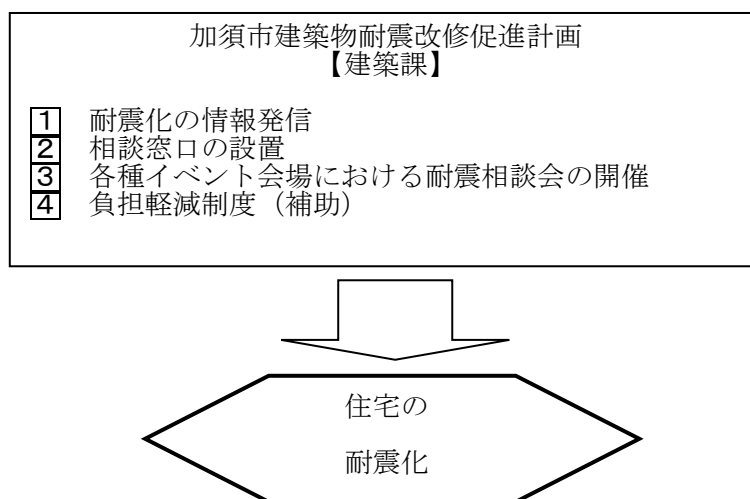 加須市建築物耐震改修促進計画
【建築課】
1 耐震化の情報発信
2 相談窓口の設置
3 各種イベント会場における耐震相談会の開催
4 負担軽減制度（補助）
住宅の
耐震化